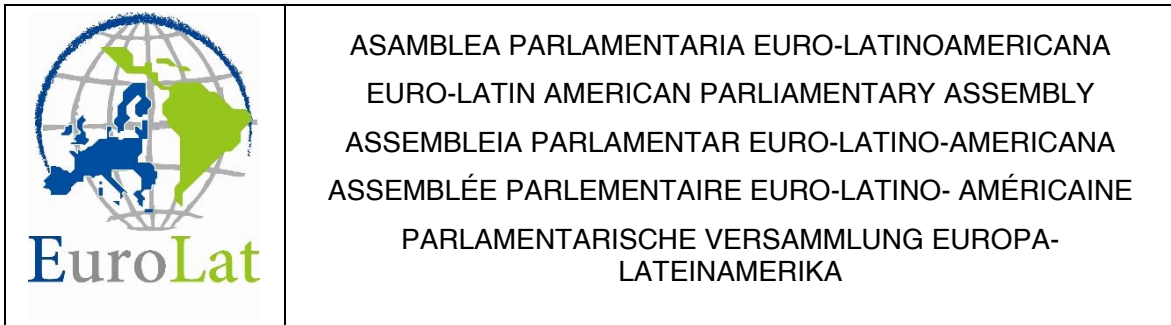 EuroLat
ASAMBLEA PARLAMENTARIA EURO-LATINOAMERICANA
EURO-LATIN AMERICAN PARLIAMENTARY ASSEMBLY
ASSEMBLEIA PARLAMENTAR EURO-LATINO-AMERICANA
ASSEMBLÉE PARLEMENTAIRE EURO-LATINO- AMÉRICAINE
PARLAMENTARISCHE VERSAMMLUNG EUROPA-
LATEINAMERIKA